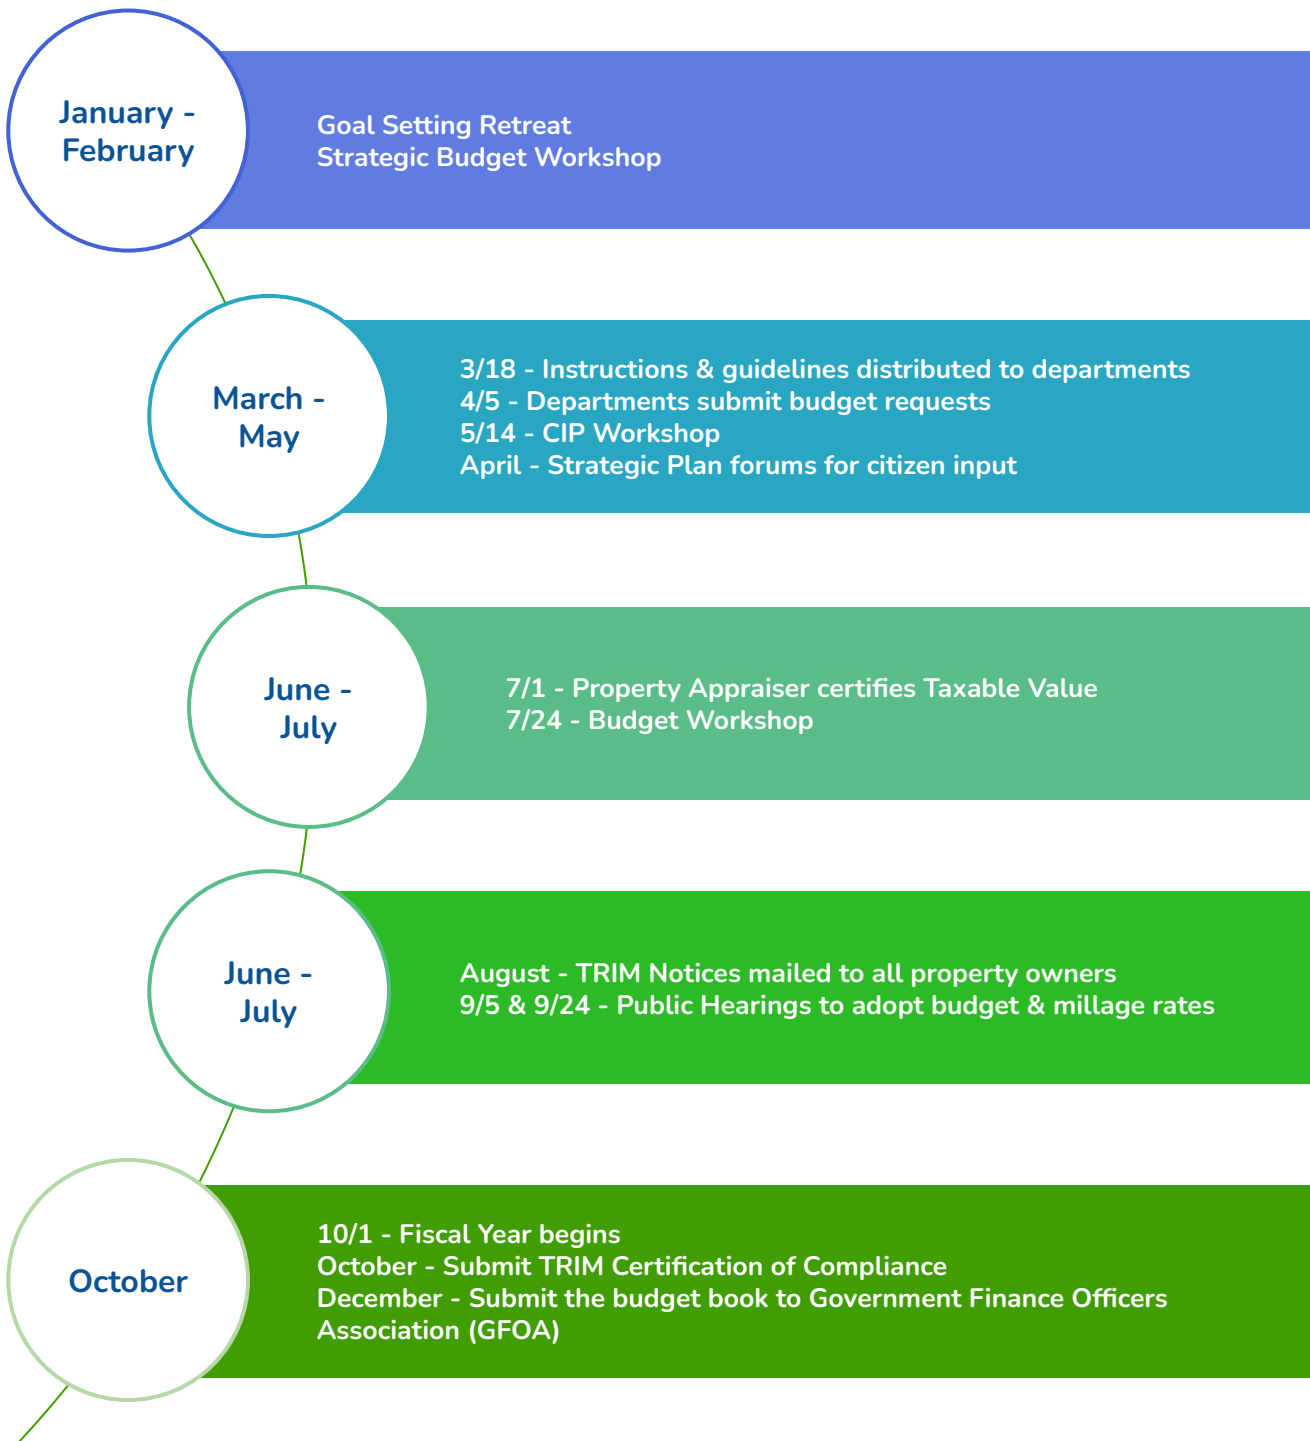 January -
February
Goal Setting Retreat
Strategic Budget Workshop
March -
May
3/18 - Instructions & guidelines distributed to departments
4/5 - Departments submit budget requests
5/14 - CIP Workshop
April - Strategic Plan forums for citizen input
June -
July
7/1 - Property Appraiser certifies Taxable Value
7/24 - Budget Workshop
June -
July
August - TRIM Notices mailed to all property owners
9/5 & 9/24 - Public Hearings to adopt budget & millage rates
October
10/1 - Fiscal Year begins
October - Submit TRIM Certification of Compliance
December - Submit the budget book to Government Finance Officers
Association (GFOA)